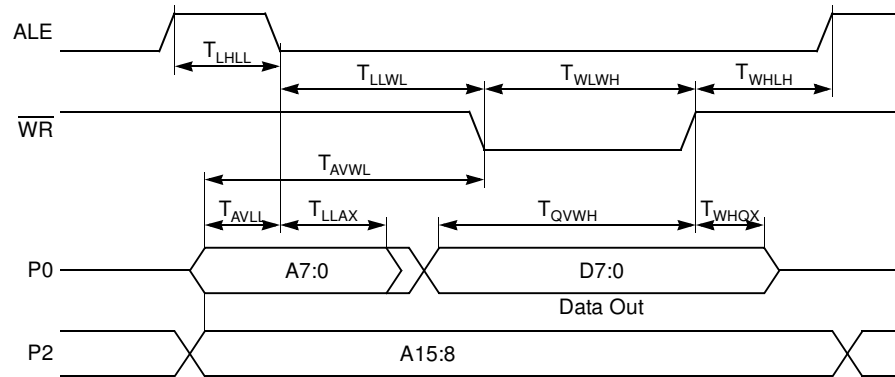 ALE
T_LHLL
T_LLWL T_WLWH T_WHLH
W̅R̅
T_AVWL
T_AVLL T_LLAX T_QVWH T_WHQX
P0 A7:0 D7:0
Data Out
P2 A15:8